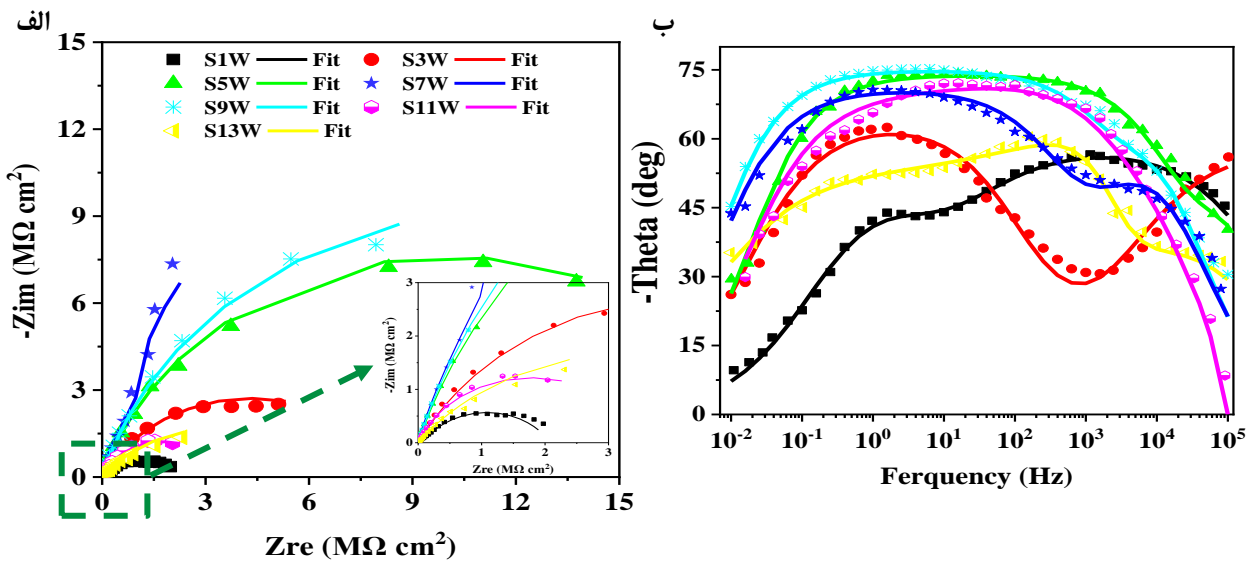 الف
15
12
9
6
3
0
-Zim (MΩ cm²)
S1W Fit S3W Fit
S5W Fit S7W Fit
S9W Fit S11W Fit
S13W Fit
3
2
1
0
-Zim (MΩ cm²)
0 1 2 3
Zre (MΩ cm²)
0 3 6 9 12 15
Zre (MΩ cm²)
ب
75
60
45
30
15
0
-Theta (deg)
10⁻² 10⁻¹ 10⁰ 10¹ 10² 10³ 10⁴ 10⁵
Ferquency (Hz)